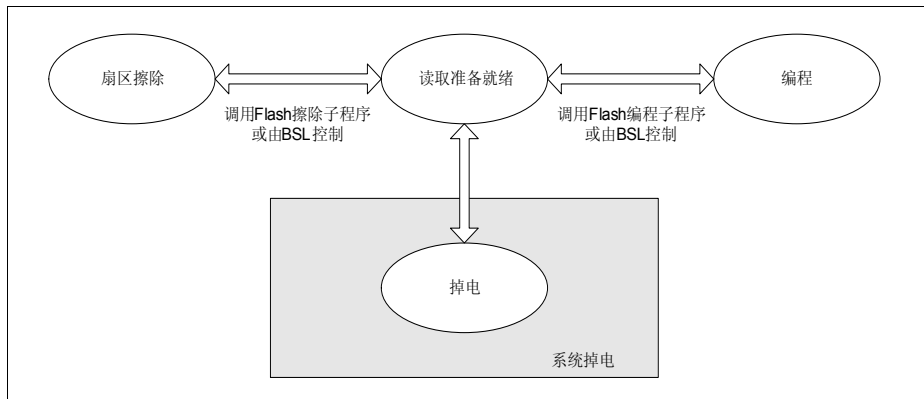 扇区擦除
读取准备就绪
编程
调用Flash擦除子程序
或由BSL控制
调用Flash编程子程序
或由BSL控制
掉电
系统掉电